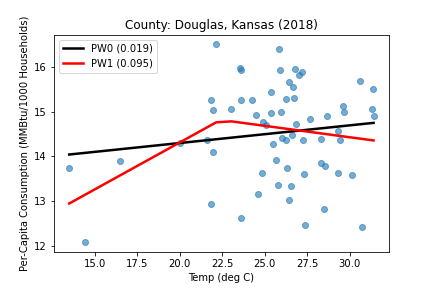 County: Douglas, Kansas (2018)
PW0 (0.019)
PW1 (0.095)
Per-Capita Consumption (MMBtu/1000 Households)
16
15
14
13
12
15.0 17.5 20.0 22.5 25.0 27.5 30.0
Temp (deg C)